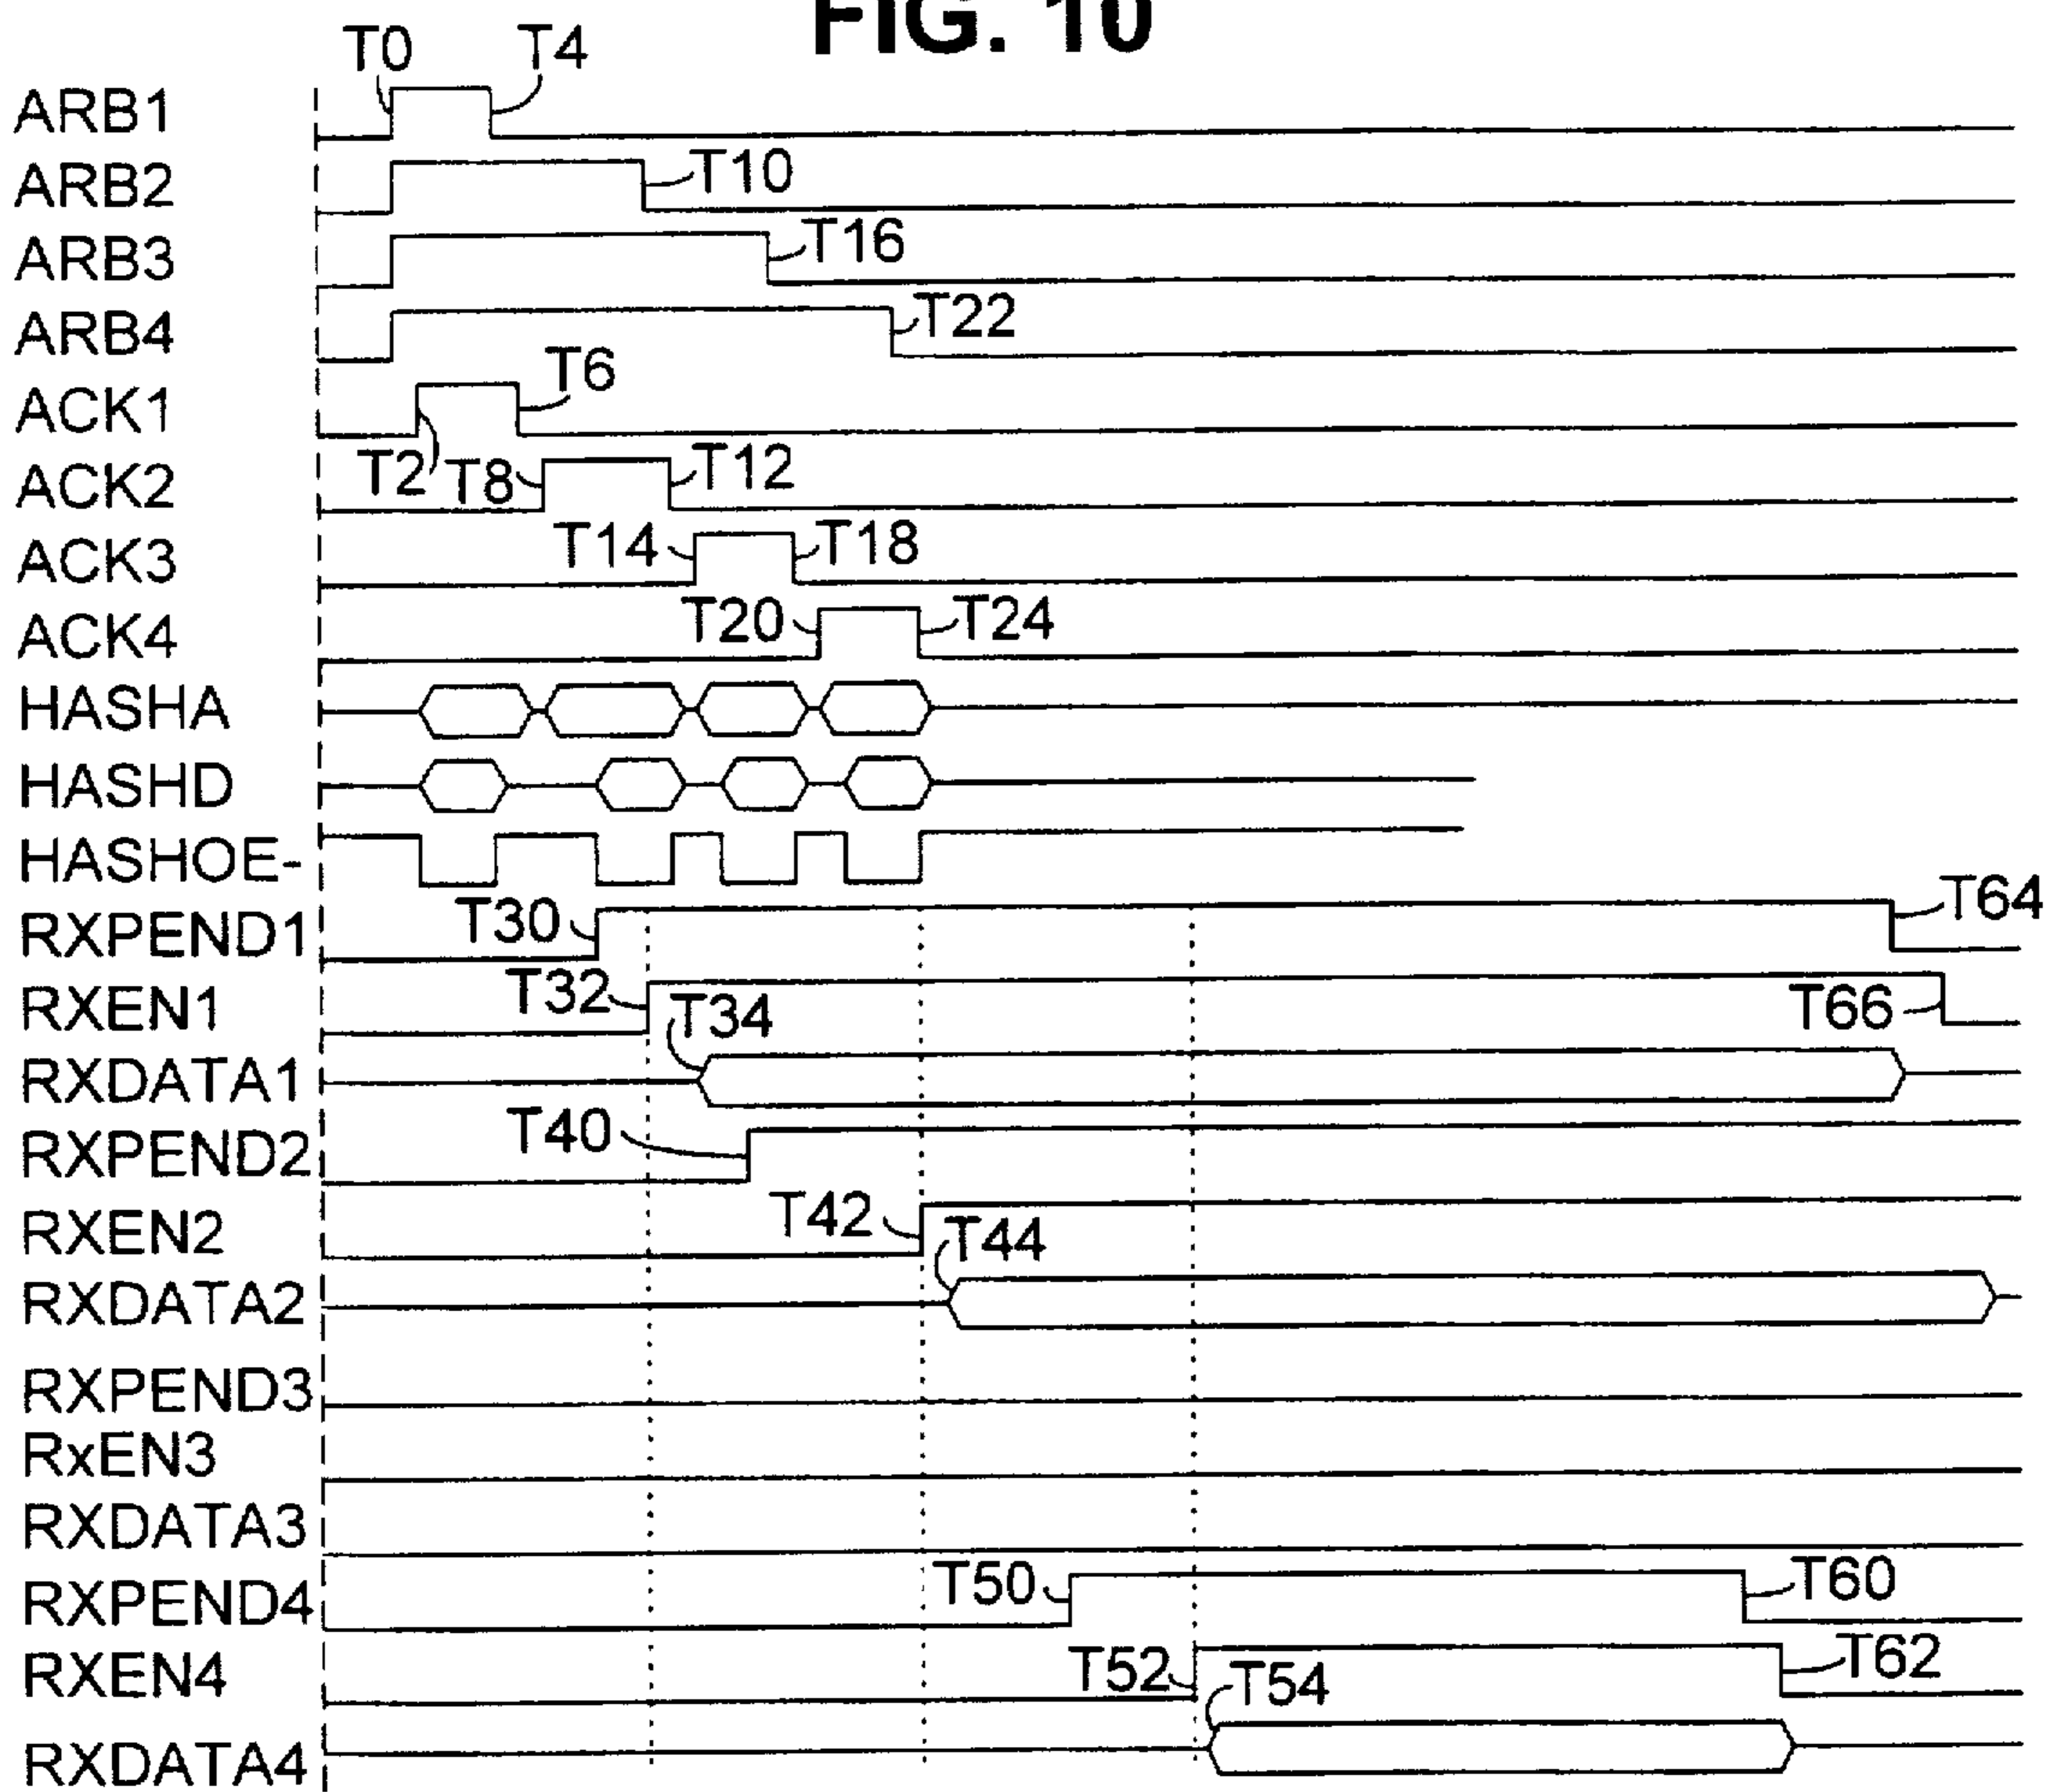 FIG. 10
T0 T4
ARB1
ARB2 T10
ARB3 T16
ARB4 T22
ACK1 T6
T2 T8 T12
ACK2
ACK3 T14 T18
ACK4 T20 T24
HASHA
HASHD
HASHOE-
RXPEND1 T30 T64
RXEN1 T32 T66
T34
RXDATA1
RXPEND2 T40
RXEN2 T42
T44
RXDATA2
RXPEND3
RxEN3
RXDATA3
RXPEND4 T50 T60
RXEN4 T52 T62
T54
RXDATA4